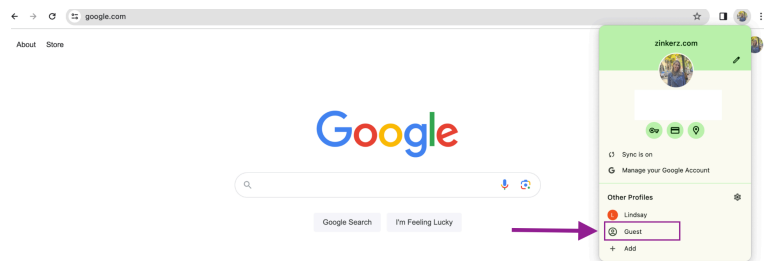 google.com
About Store
zinkerz.com
Google
Sync is on
G Manage your Google Account
Other Profiles
L Lindsay
Google Search I'm Feeling Lucky
Guest
+ Add